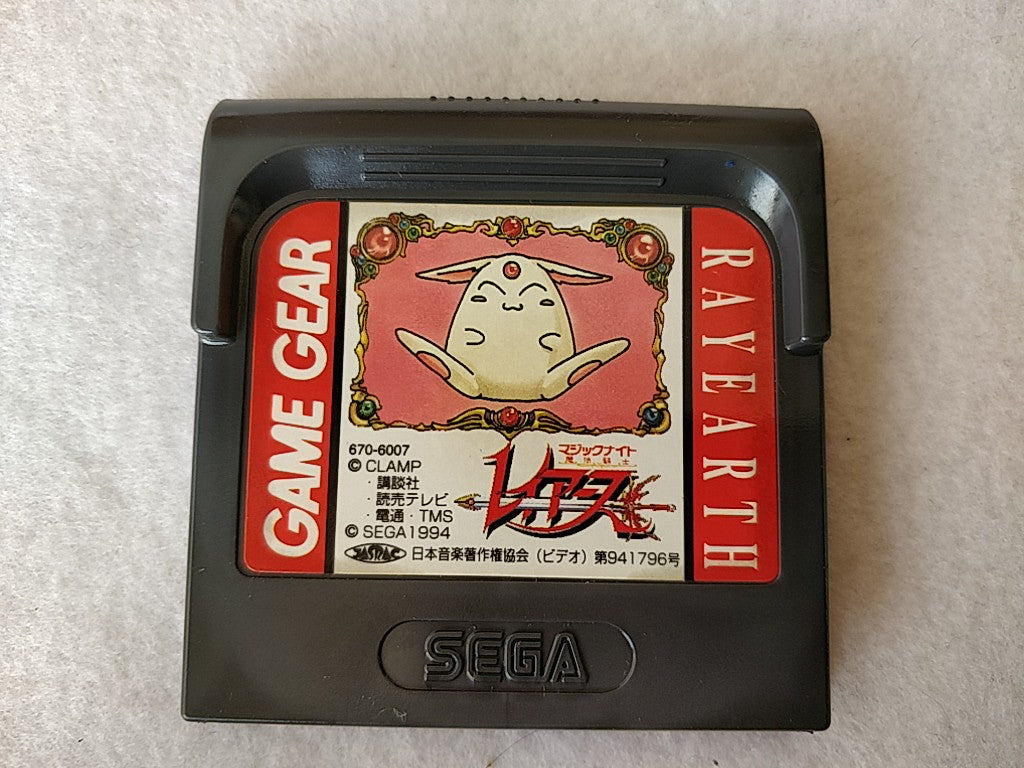 GAME GEAR
670-6007
© CLAMP
・講談社
・読売テレビ
・電通・TMS
© SEGA1994
JASRAC 日本音楽著作権協会（ビデオ）第941796号
マジックナイト
魔法騎士
レイアース
RAYEARTH
SEGA